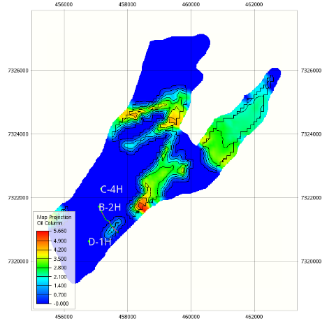 456000 458000 460000 462000
7326000 7326000
7324000 7324000
7322000 7322000
C-4H
B-2H
D-1H
Map Projection
Oil Column
5.660
4.900
4.200
3.500
2.800
2.100
1.400
0.700
-0.000
7320000 7320000
456000 458000 460000 462000